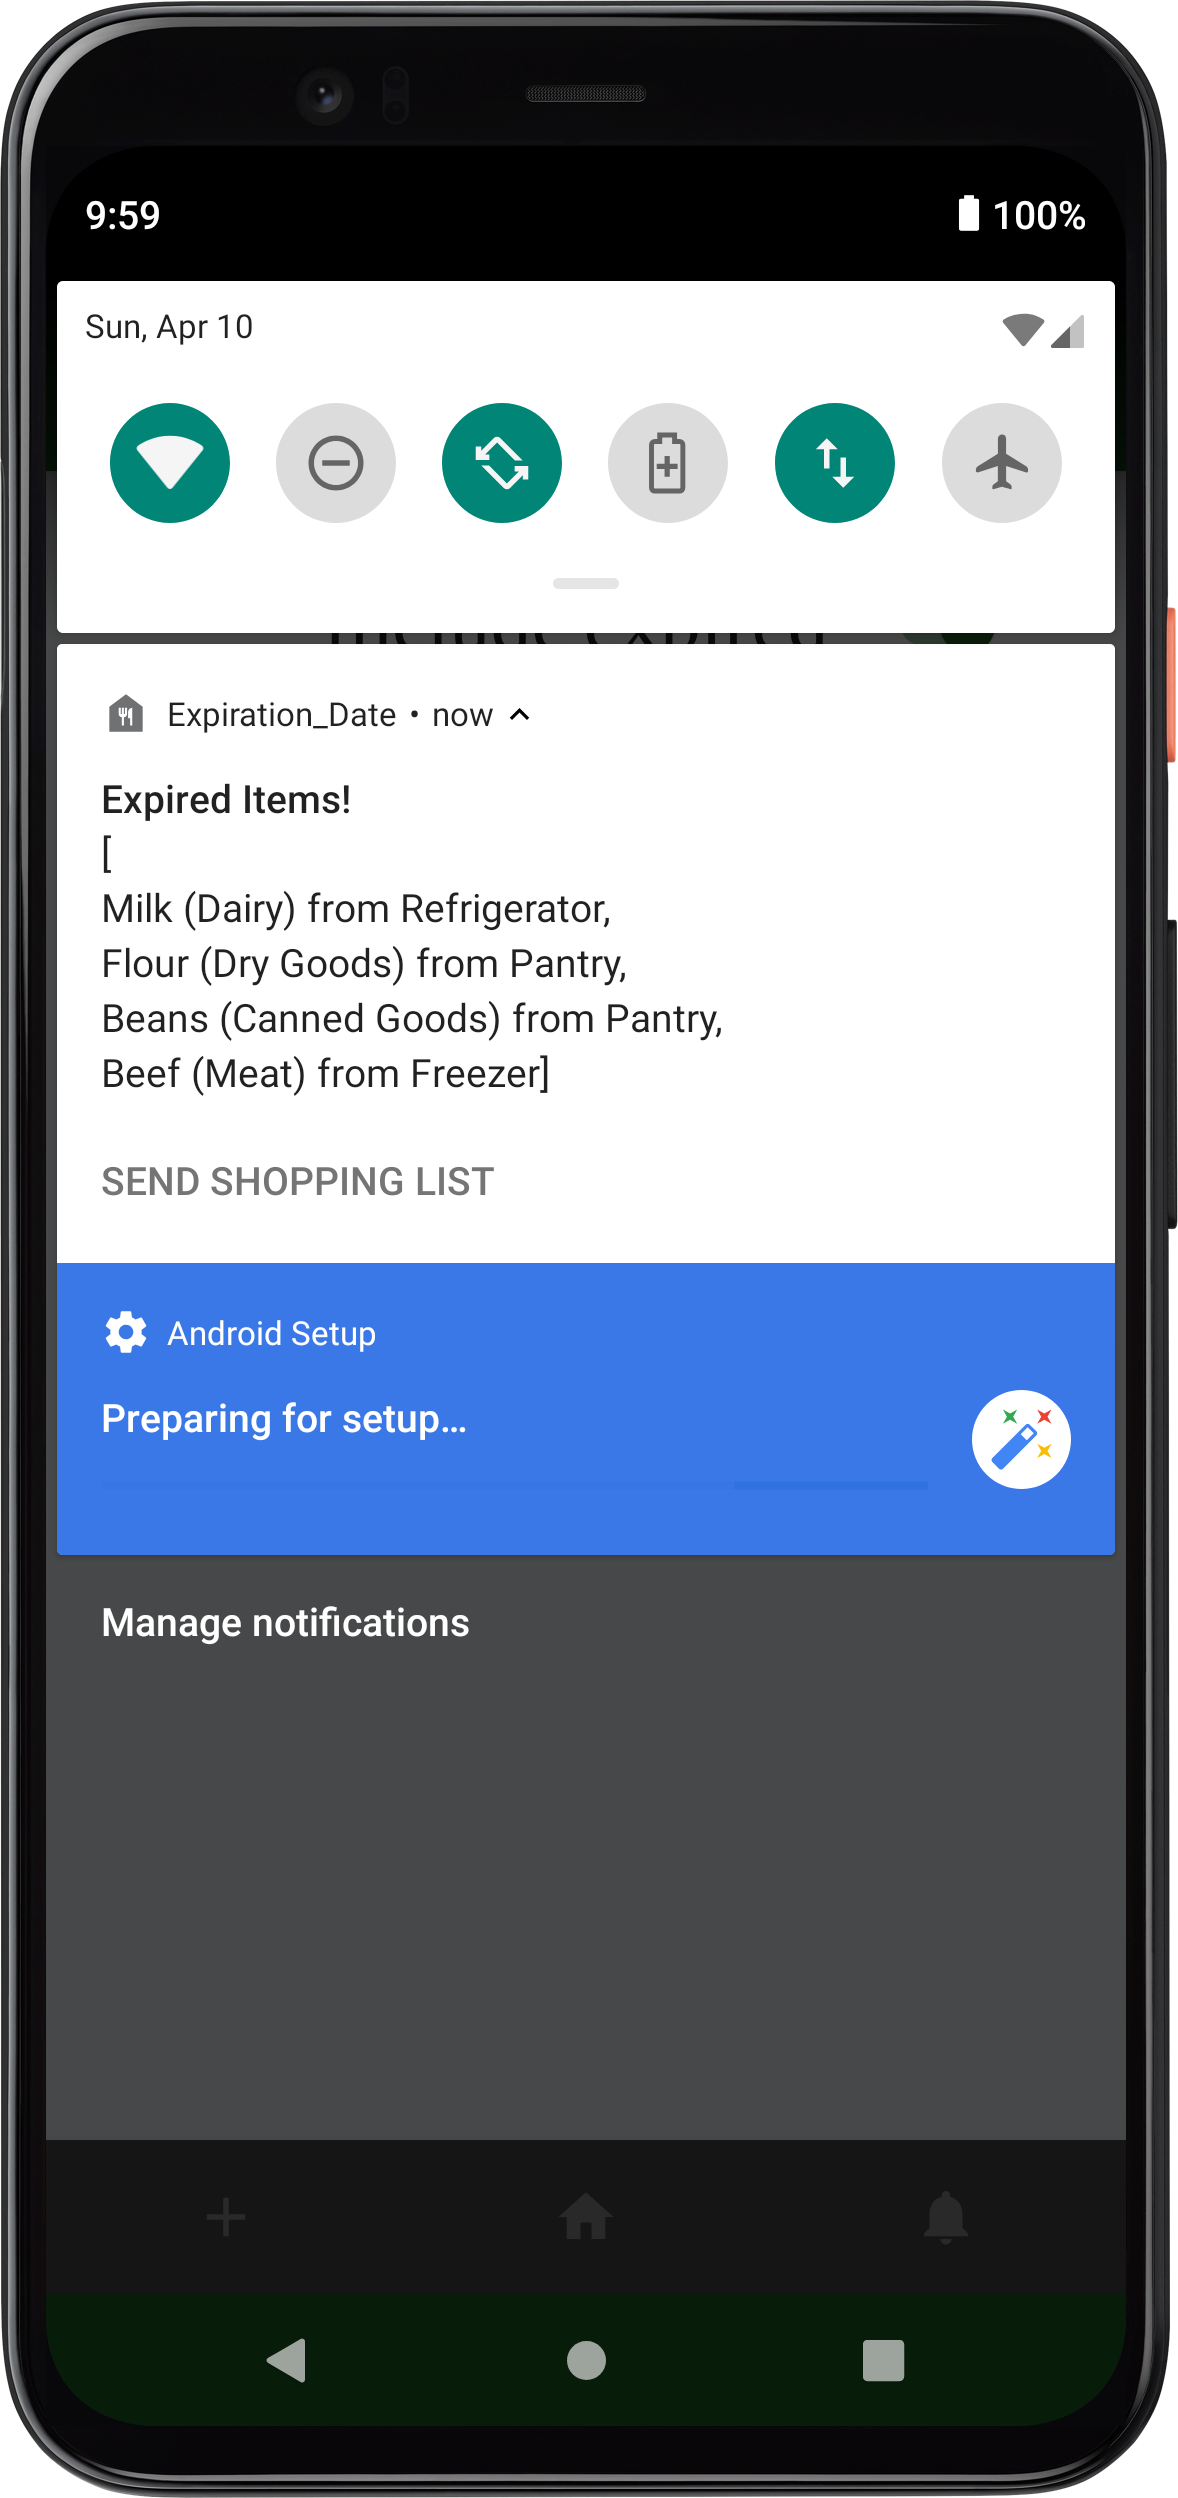 9:59 100%
Sun, Apr 10
Expiration_Date • now
Expired Items!
[
Milk (Dairy) from Refrigerator,
Flour (Dry Goods) from Pantry,
Beans (Canned Goods) from Pantry,
Beef (Meat) from Freezer]
SEND SHOPPING LIST
Android Setup
Preparing for setup...
Manage notifications